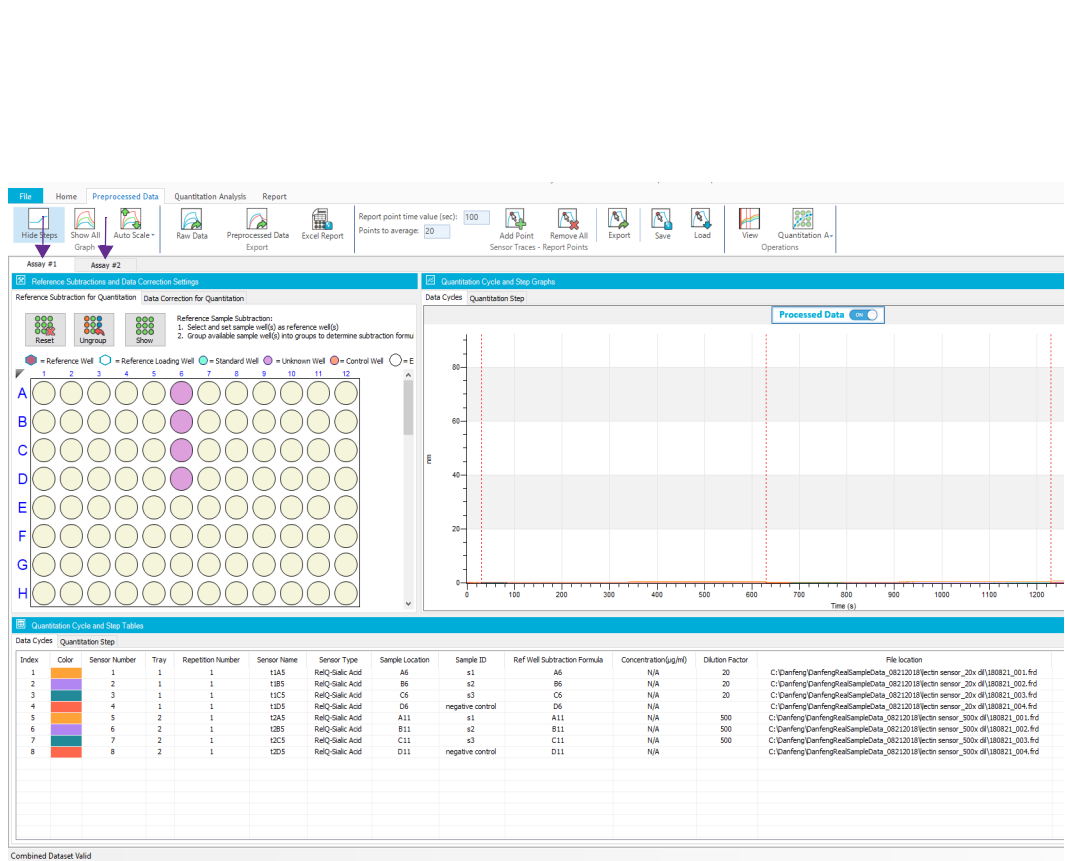 File Home Preprocessed Data Quantitation Analysis Report
Hide Steps Show All Auto Scale Raw Data Preprocessed Data Excel Report Report point time value (sec): 100 Points to average: 20 Add Point Remove All Export Save Load View Quantitation A
Graph Export Sensor Traces - Report Points Operations
Assay #1 Assay #2
Reference Subtractions and Data Correction Settings
Reference Subtraction for Quantitation Data Correction for Quantitation
Reset Ungroup Show
Reference Sample Subtraction:
1. Select and set sample well(s) as reference well(s)
2. Group available sample well(s) into groups to determine subtraction formu
= Reference Well = Reference Loading Well = Standard Well = Unknown Well = Control Well = E
1 2 3 4 5 6 7 8 9 10 11 12
A
B
C
D
E
F
G
H
Quantitation Cycle and Step Graphs
Data Cycles Quantitation Step
Processed Data ON
80
60
nm
40
20
0
0 100 200 300 400 500 600 700 800 900 1000 1100 1200
Time (s)
Quantitation Cycle and Step Tables
Data Cycles Quantitation Step
Index Color Sensor Number Tray Repetition Number Sensor Name Sensor Type Sample Location Sample ID Ref Well Subtraction Formula Concentration(µg/ml) Dilution Factor File location
1 1 1 1 t1A5 RelQ-Sialic Acid A6 s1 A6 N/A 20 C:\Danfeng\DanfengRealSampleData_08212018\lectin sensor_20x dil\180821_001.frd
2 2 1 1 t1B5 RelQ-Sialic Acid B6 s2 B6 N/A 20 C:\Danfeng\DanfengRealSampleData_08212018\lectin sensor_20x dil\180821_002.frd
3 3 1 1 t1C5 RelQ-Sialic Acid C6 s3 C6 N/A 20 C:\Danfeng\DanfengRealSampleData_08212018\lectin sensor_20x dil\180821_003.frd
4 4 1 1 t1D5 RelQ-Sialic Acid D6 negative control D6 N/A C:\Danfeng\DanfengRealSampleData_08212018\lectin sensor_20x dil\180821_004.frd
5 5 2 1 t2A5 RelQ-Sialic Acid A11 s1 A11 N/A 500 C:\Danfeng\DanfengRealSampleData_08212018\lectin sensor_500x dil\180821_001.frd
6 6 2 1 t2B5 RelQ-Sialic Acid B11 s2 B11 N/A 500 C:\Danfeng\DanfengRealSampleData_08212018\lectin sensor_500x dil\180821_002.frd
7 7 2 1 t2C5 RelQ-Sialic Acid C11 s3 C11 N/A 500 C:\Danfeng\DanfengRealSampleData_08212018\lectin sensor_500x dil\180821_003.frd
8 8 2 1 t2D5 RelQ-Sialic Acid D11 negative control D11 N/A C:\Danfeng\DanfengRealSampleData_08212018\lectin sensor_500x dil\180821_004.frd
Combined Dataset Valid